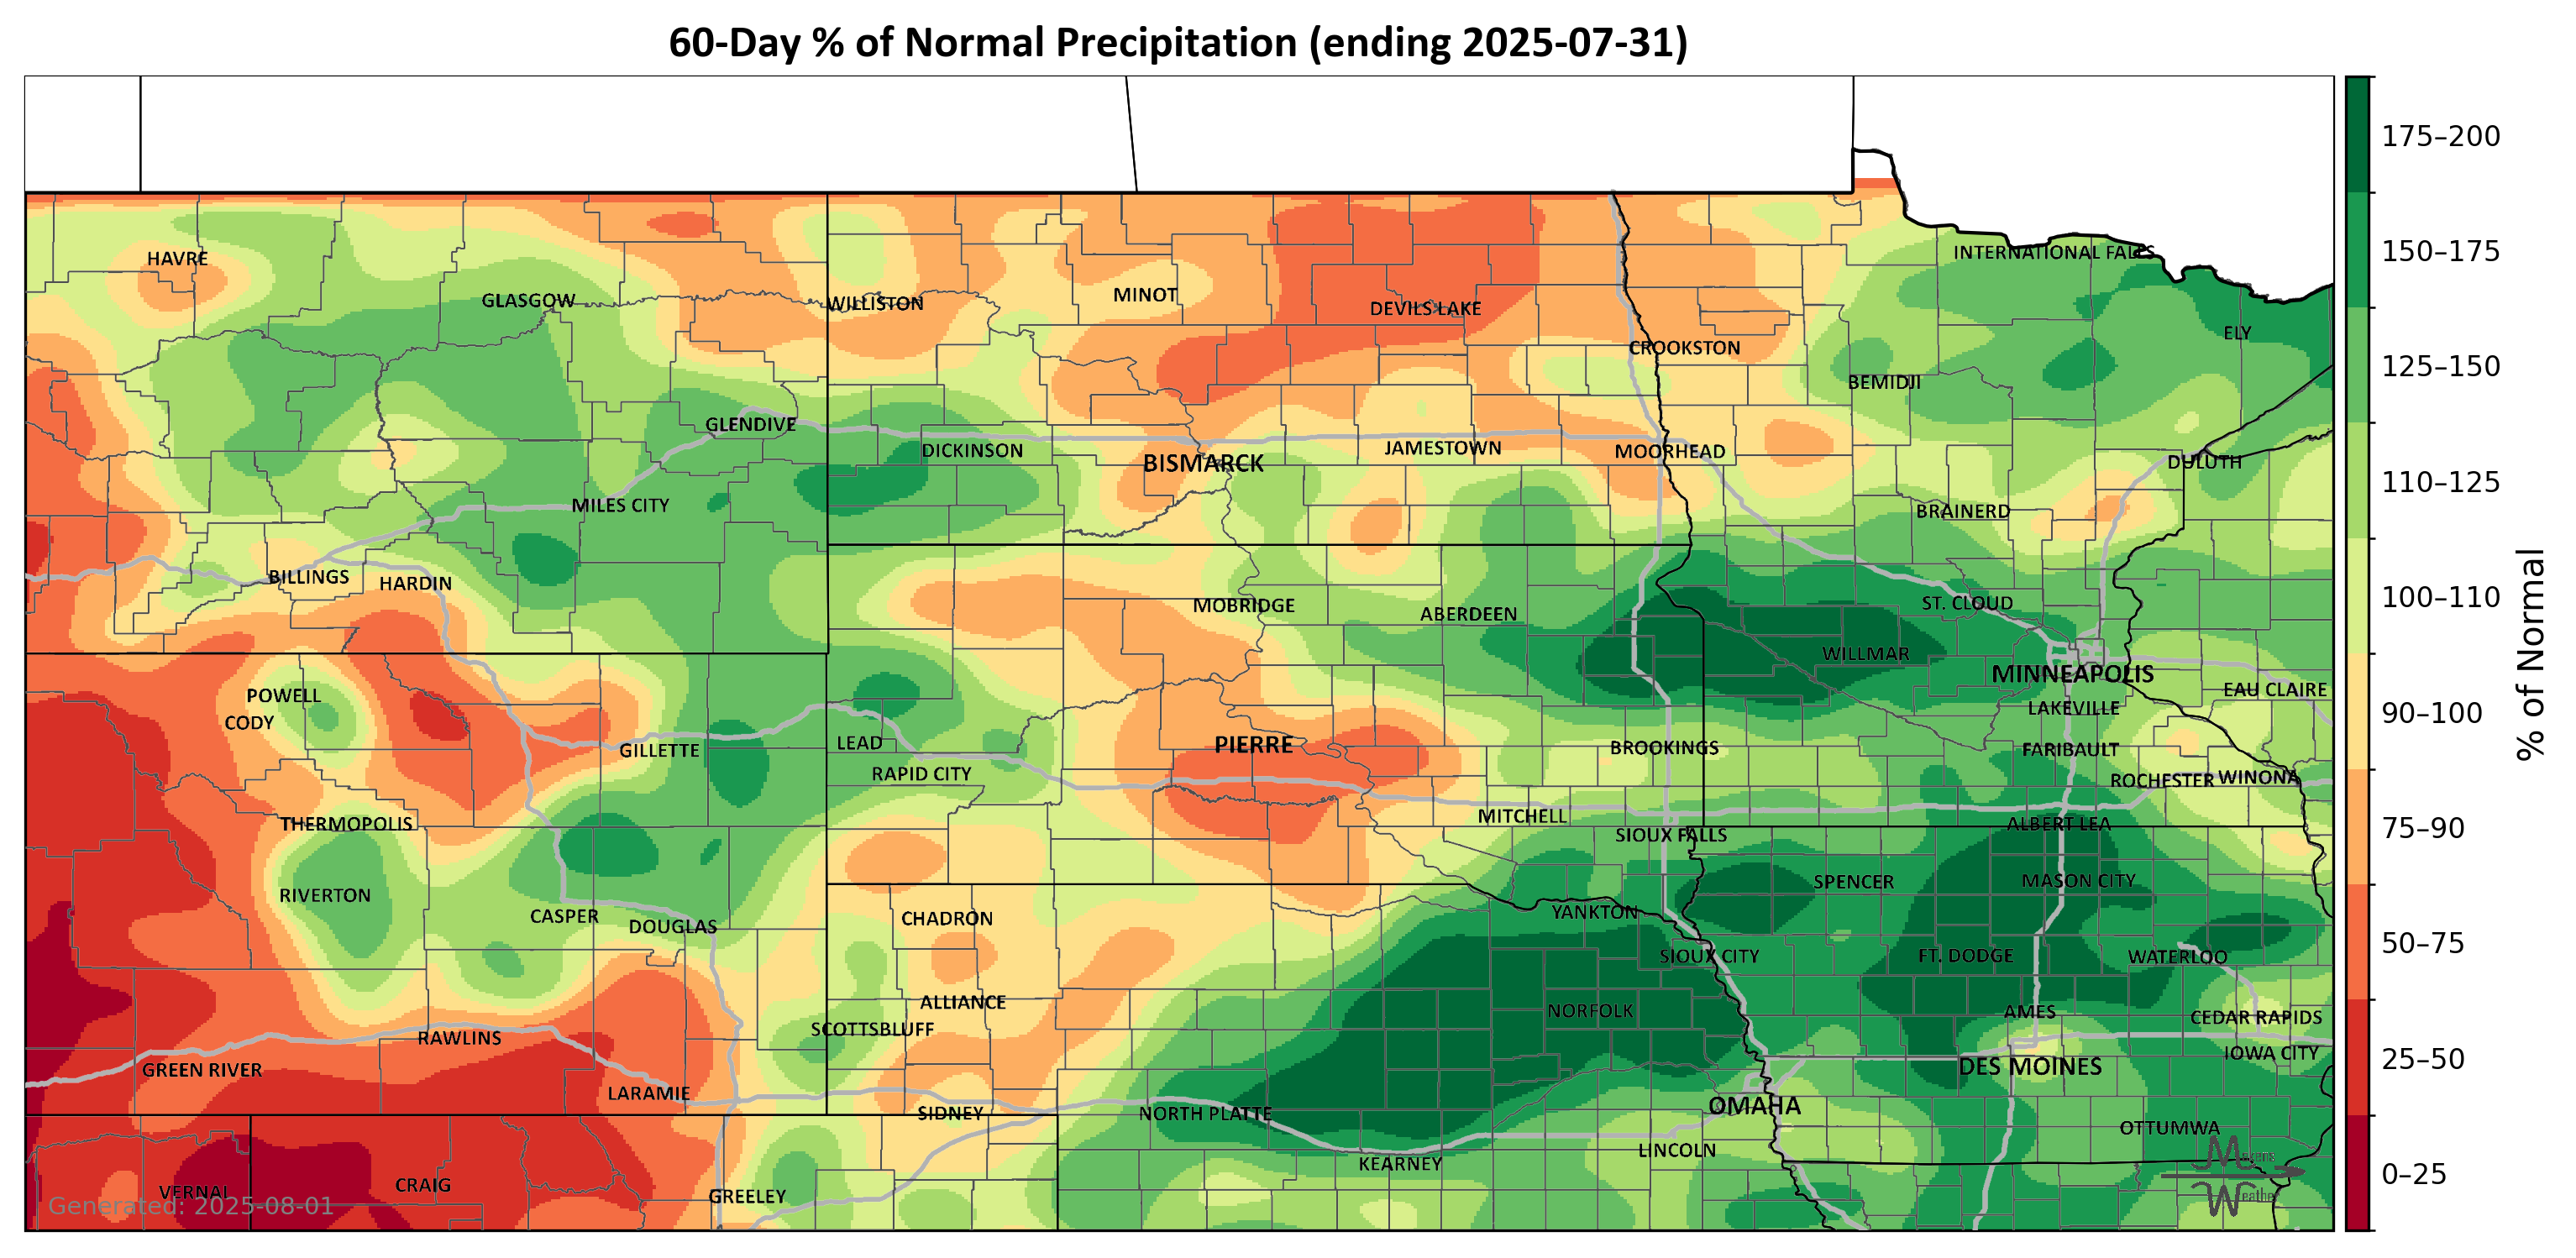 60-Day % of Normal Precipitation (ending 2025-07-31)
175–200
INTERNATIONAL FALLS
150–175
HAVRE
GLASGOW
WILLISTON
MINOT
DEVILS LAKE
ELY
CROOKSTON
125–150
BEMIDJI
GLENDIVE
DICKINSON
BISMARCK
JAMESTOWN
MOORHEAD
DULUTH
110–125
MILES CITY
BRAINERD
BILLINGS
HARDIN
MOBRIDGE
ABERDEEN
ST. CLOUD
100–110
WILLMAR
MINNEAPOLIS
% of Normal
POWELL
EAU CLAIRE
CODY
LAKEVILLE
90–100
GILLETTE
LEAD
PIERRE
BROOKINGS
FARIBAULT
RAPID CITY
ROCHESTER
WINONA
THERMOPOLIS
MITCHELL
SIOUX FALLS
ALBERT LEA
75–90
RIVERTON
SPENCER
MASON CITY
CASPER
DOUGLAS
CHADRON
YANKTON
SIOUX CITY
FT. DODGE
WATERLOO
50–75
ALLIANCE
NORFOLK
AMES
SCOTTSBLUFF
CEDAR RAPIDS
RAWLINS
IOWA CITY
GREEN RIVER
DES MOINES
25–50
LARAMIE
SIDNEY
NORTH PLATTE
OMAHA
OTTUMWA
LINCOLN
KEARNEY
VERNAL
CRAIG
GREELEY
0–25
Weather
Generated: 2025-08-01